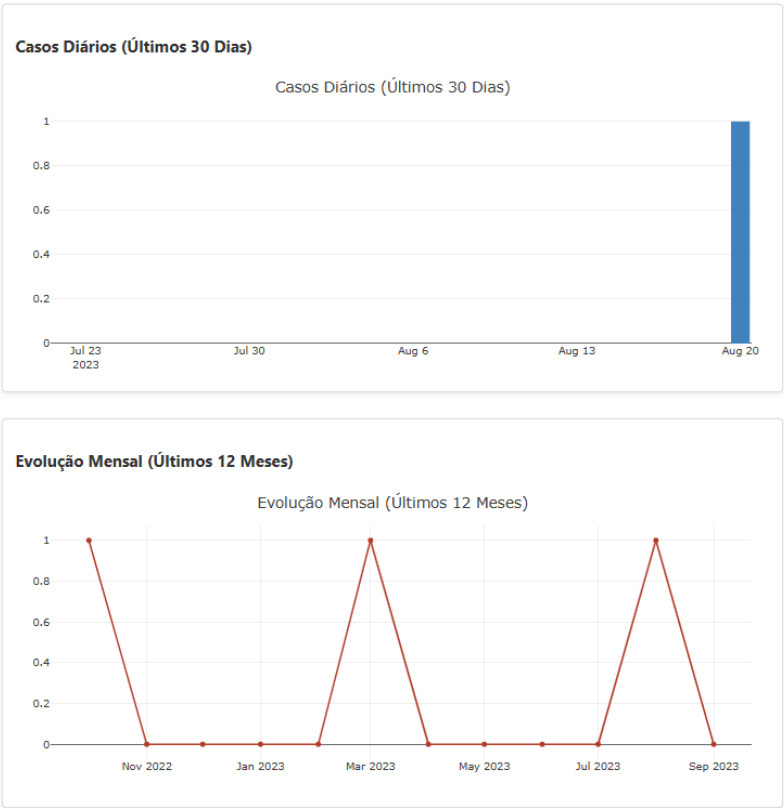 Casos Diários (Últimos 30 Dias)
Casos Diários (Últimos 30 Dias)
1
0.8
0.6
0.4
0.2
0
Jul 23 Jul 30 Aug 6 Aug 13 Aug 20
2023
Evolução Mensal (Últimos 12 Meses)
Evolução Mensal (Últimos 12 Meses)
1
0.8
0.6
0.4
0.2
0
Nov 2022 Jan 2023 Mar 2023 May 2023 Jul 2023 Sep 2023